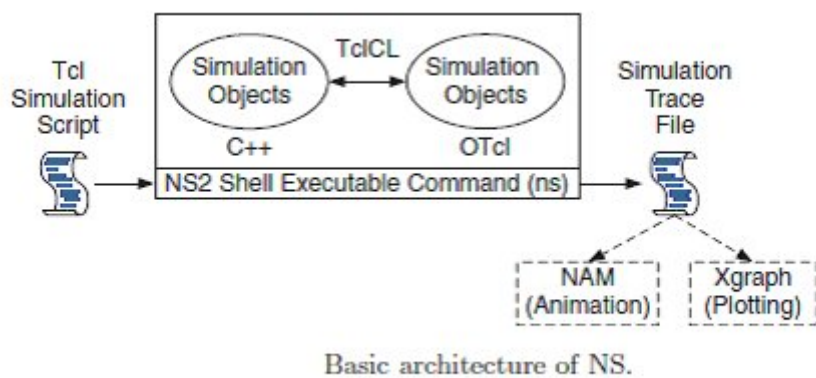 Tcl
Simulation
Script
TclCL
Simulation
Objects
C++
Simulation
Objects
OTcl
NS2 Shell Executable Command (ns)
Simulation
Trace
File
NAM
(Animation)
Xgraph
(Plotting)
Basic architecture of NS.